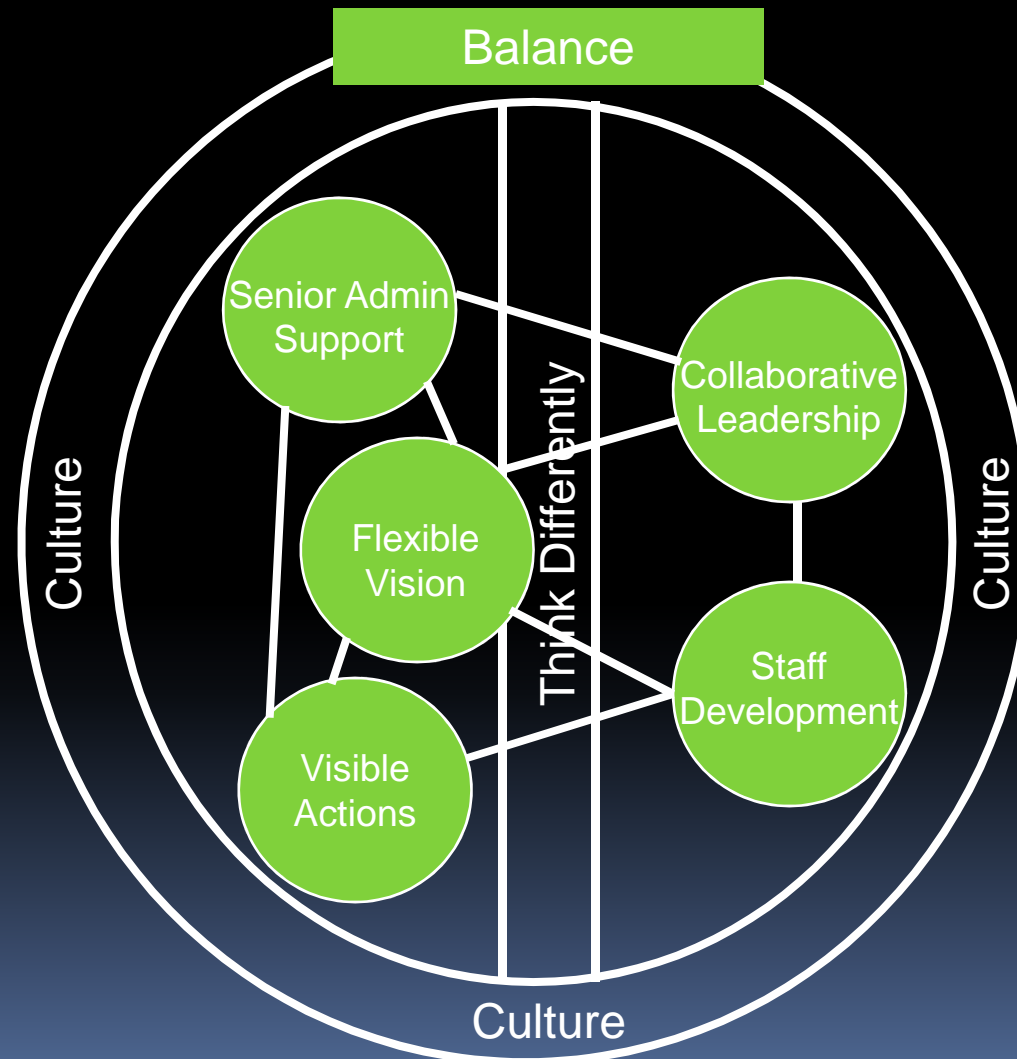 Balance
Senior Admin
Support
Collaborative
Leadership
Think Differently
Culture
Culture
Flexible
Vision
Staff
Development
Visible
Actions
Culture